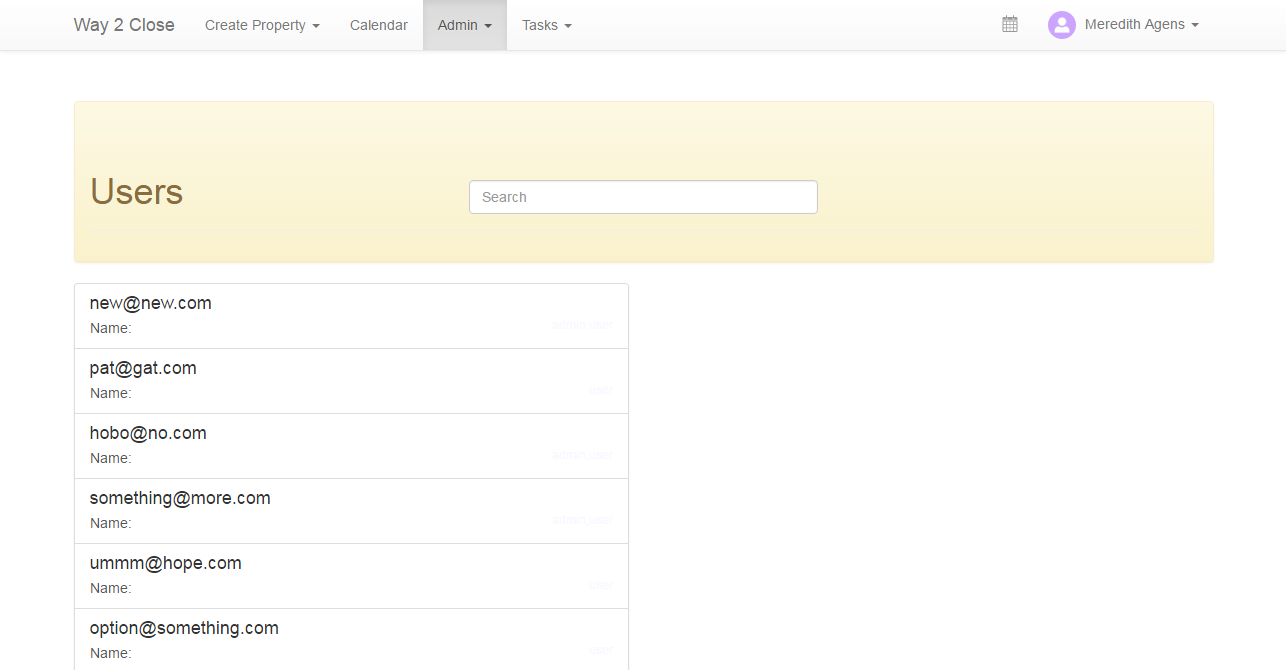 Way 2 Close Create Property Calendar Admin Tasks Meredith Agens
Users
Search
new@new.com
Name: admin,user
pat@gat.com
Name: user
hobo@no.com
Name: admin,user
something@more.com
Name: admin,user
ummm@hope.com
Name: user
option@something.com
Name: user